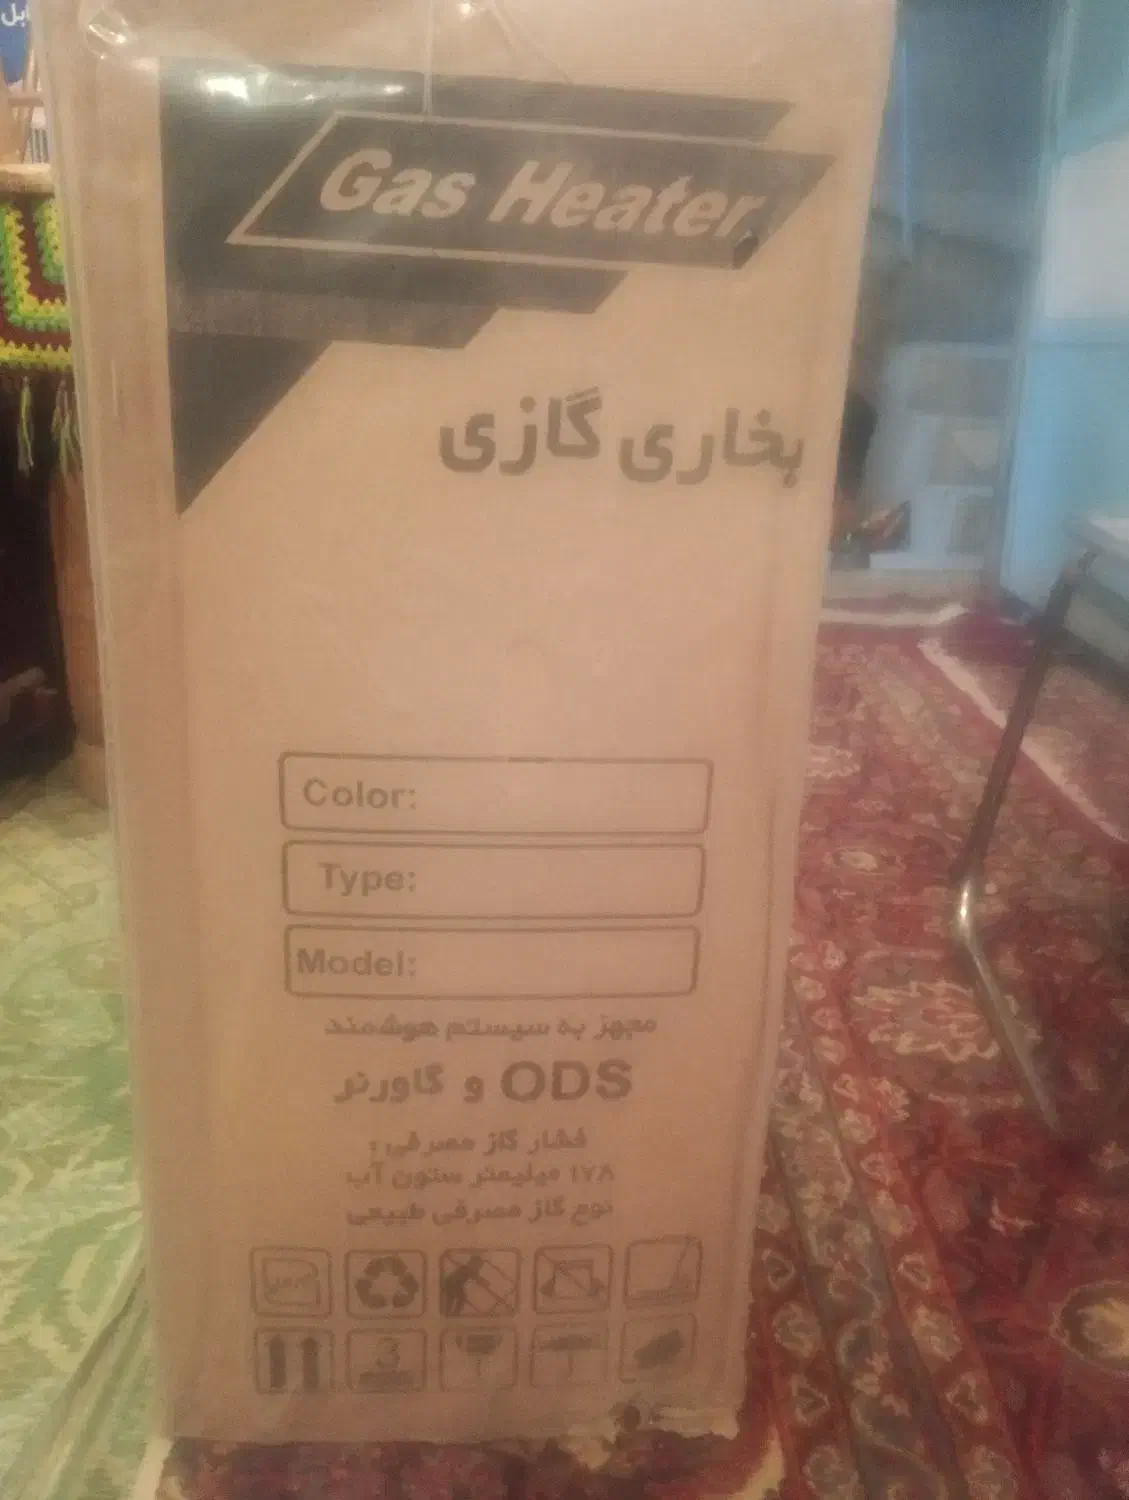 Gas Heater
بخاری گازی
Color:
Type:
Model:
مجهز به سیستم هوشمند
ODS و گاورنر
فشار گاز مصرفی :
۱۷۸ میلیمتر ستون آب
نوع گاز مصرفی طبیعی
3